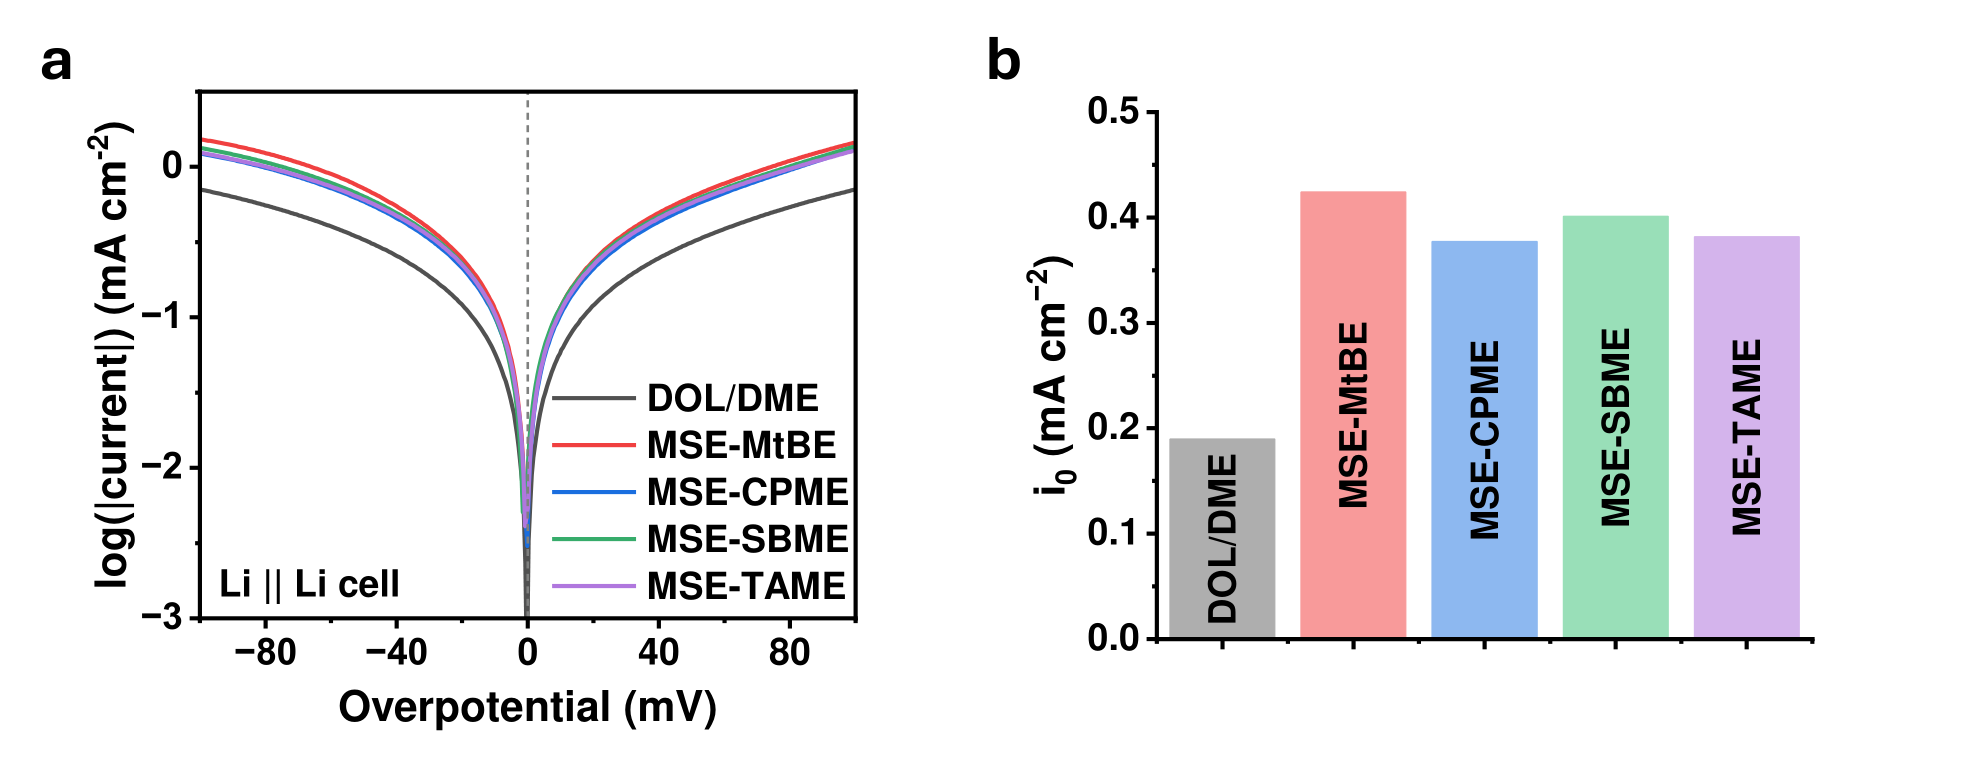 a
log(|current|) (mA cm-2)
0
−1
−2
−3
DOL/DME
MSE-MtBE
MSE-CPME
MSE-SBME
MSE-TAME
Li || Li cell
−80
−40
0
40
80
Overpotential (mV)
b
i0 (mA cm−2)
0.5
0.4
0.3
0.2
0.1
0.0
DOL/DME
MSE-MtBE
MSE-CPME
MSE-SBME
MSE-TAME